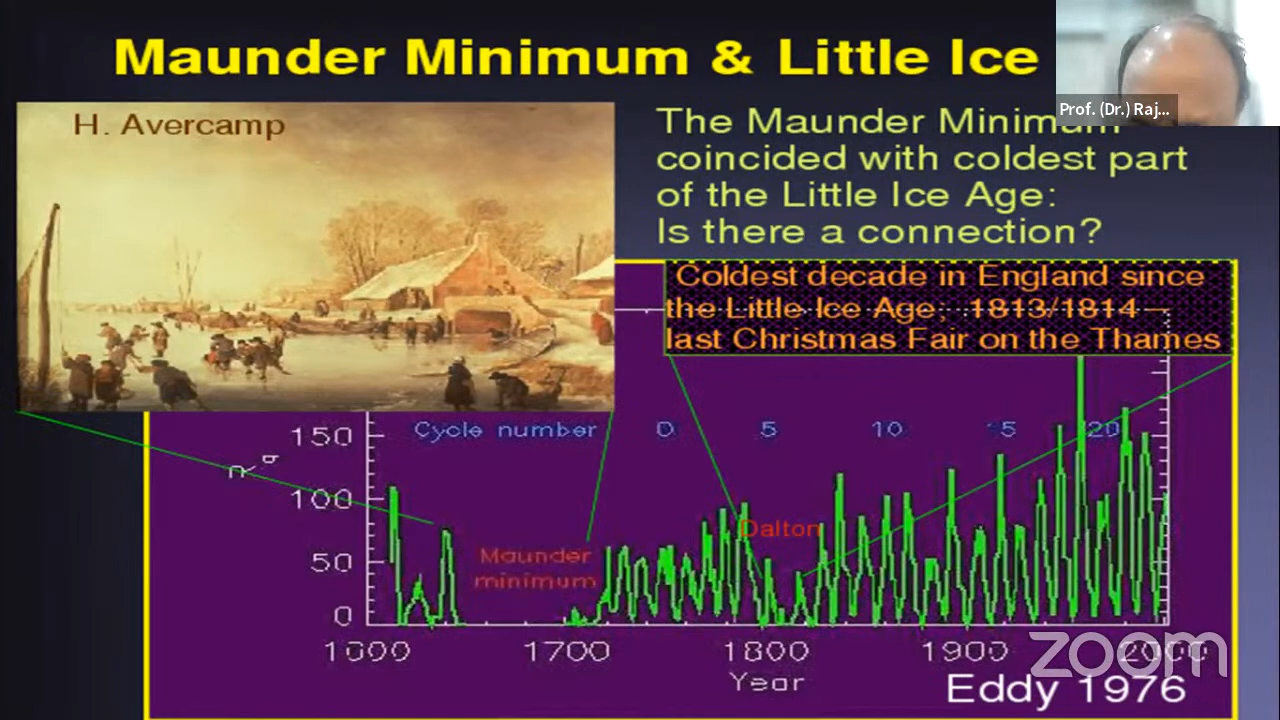 Maunder Minimum & Little Ice
Prof. (Dr.) Raj...
H. Avercamp
The Maunder Minimum
coincided with coldest part
of the Little Ice Age:
Is there a connection?
Coldest decade in England since
the Little Ice Age: 1813/1814
last Christmas Fair on the Thames
Cycle number 0 5 10 15 20
150
100
50
0
Maunder
minimum
Dalton
1600 1700 1800 1900 2000
Year
zoom
Eddy 1976